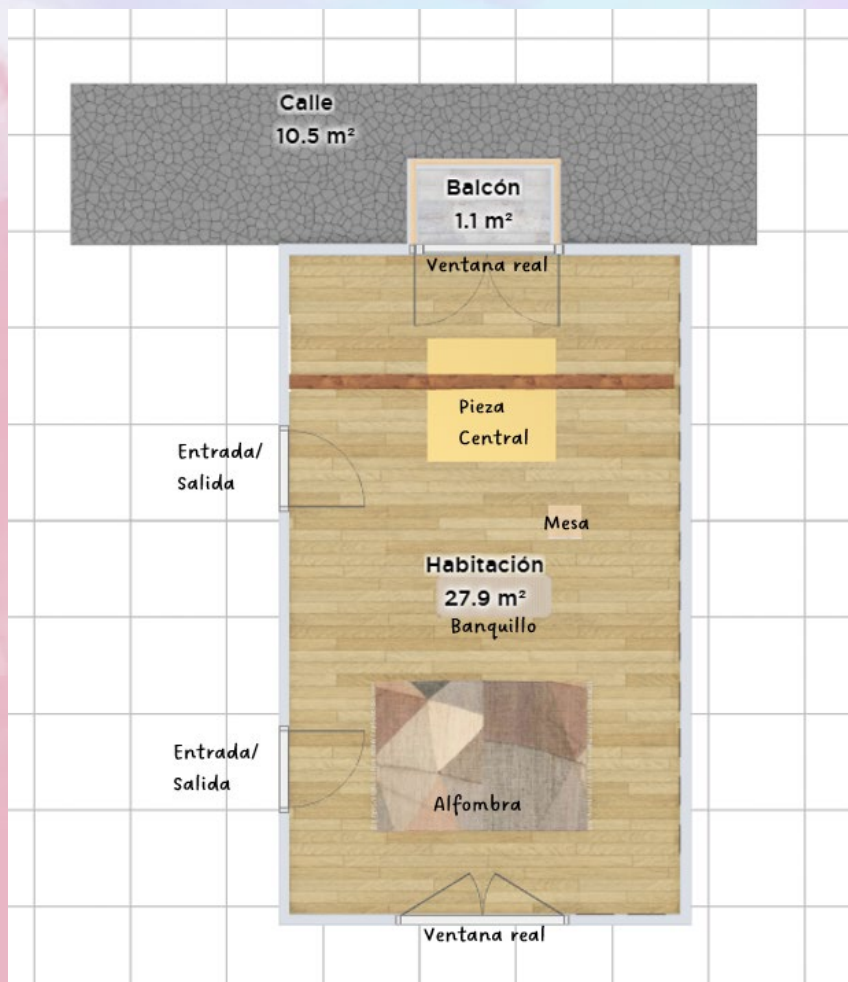 Calle
10.5 m²
Balcón
1.1 m²
Ventana real
Pieza
Central
Entrada/
Salida
Mesa
Habitación
27.9 m²
Banquillo
Entrada/
Salida
Alfombra
Ventana real